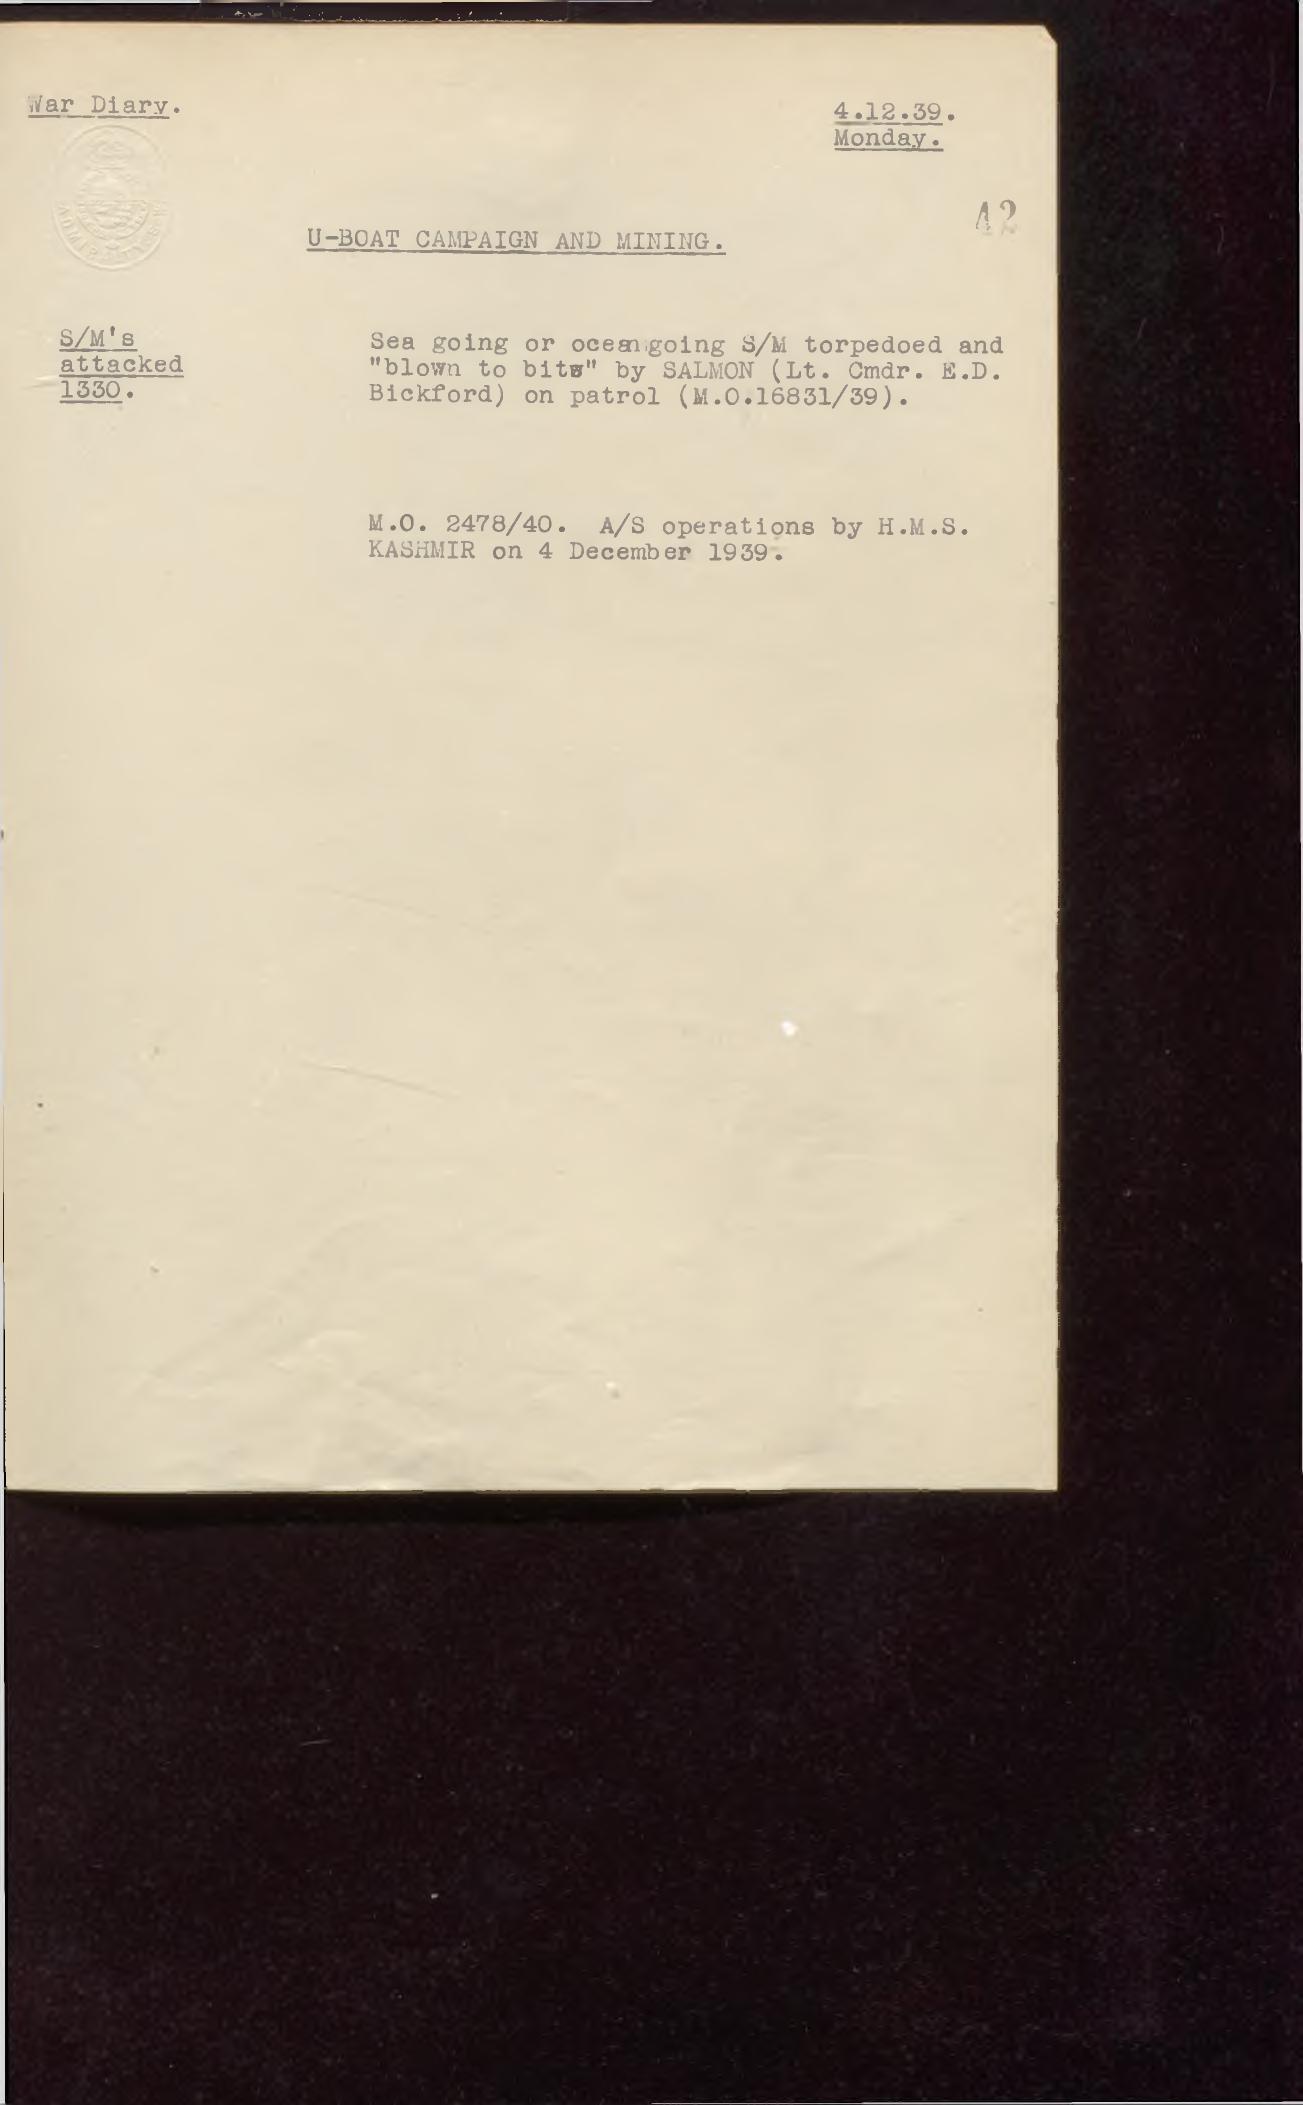 War Diary.
4.12.39.
Monday.
42
U-BOAT CAMPAIGN AND MINING.
S/M's
attacked
1330.
Sea going or ocean going S/M torpedoed and
"blown to bits" by SALMON (Lt. Cmdr. E.D.
Bickford) on patrol (M.O.16831/39).
M.O. 2478/40. A/S operations by H.M.S.
KASHMIR on 4 December 1939.